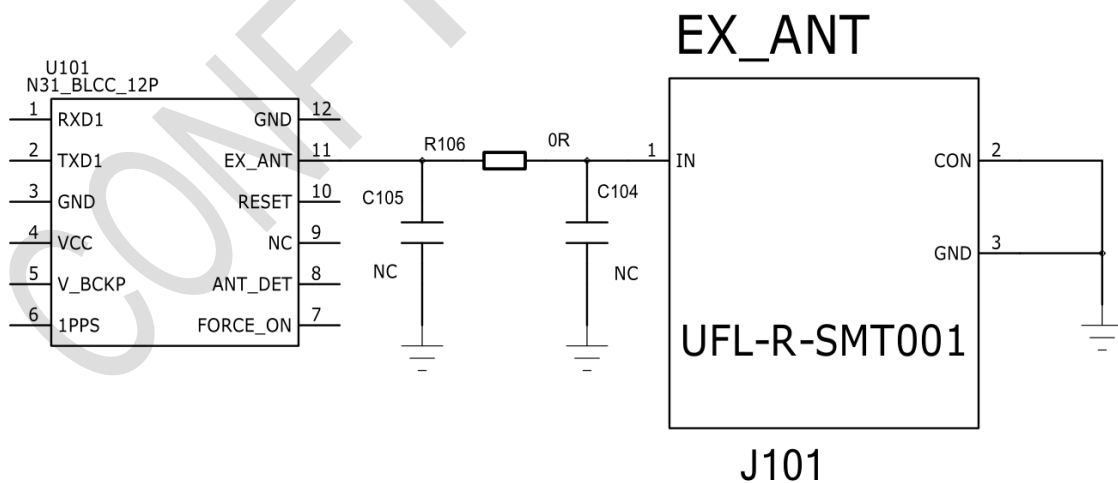 EX_ANT
U101
N31_BLCC_12P
1 RXD1 GND 12
2 TXD1 EX_ANT 11 R106 0R 1 IN CON 2
3 GND RESET 10 C105 C104
4 VCC NC 9
5 V_BCKP ANT_DET 8 NC NC GND 3
6 1PPS FORCE_ON 7
UFL-R-SMT001
J101